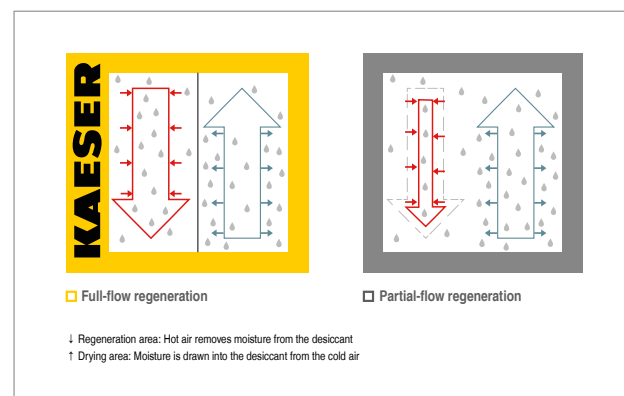 KAESER
Full-flow regeneration
Partial-flow regeneration
↓ Regeneration area: Hot air removes moisture from the desiccant
↑ Drying area: Moisture is drawn into the desiccant from the cold air